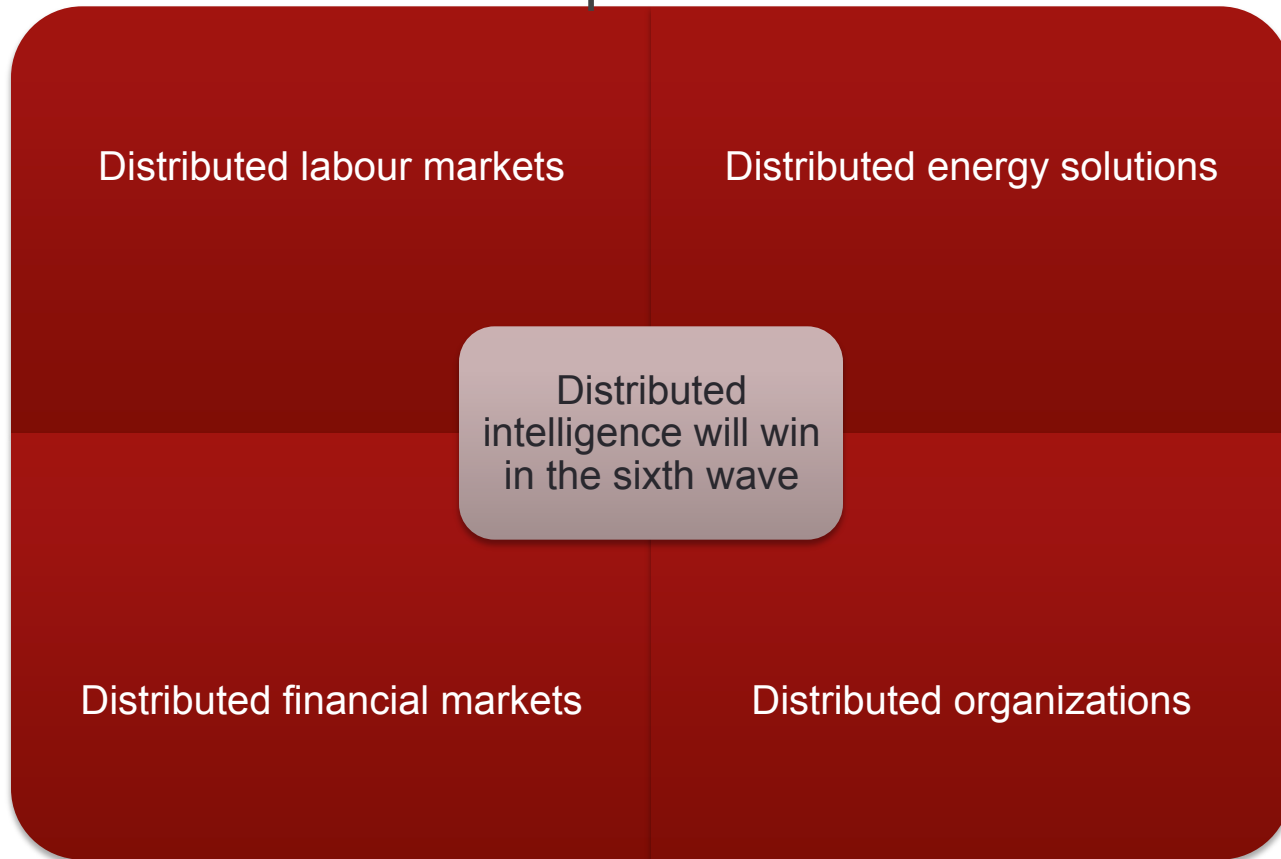 Distributed labour markets
Distributed energy solutions
Distributed
intelligence will win
in the sixth wave
Distributed financial markets
Distributed organizations